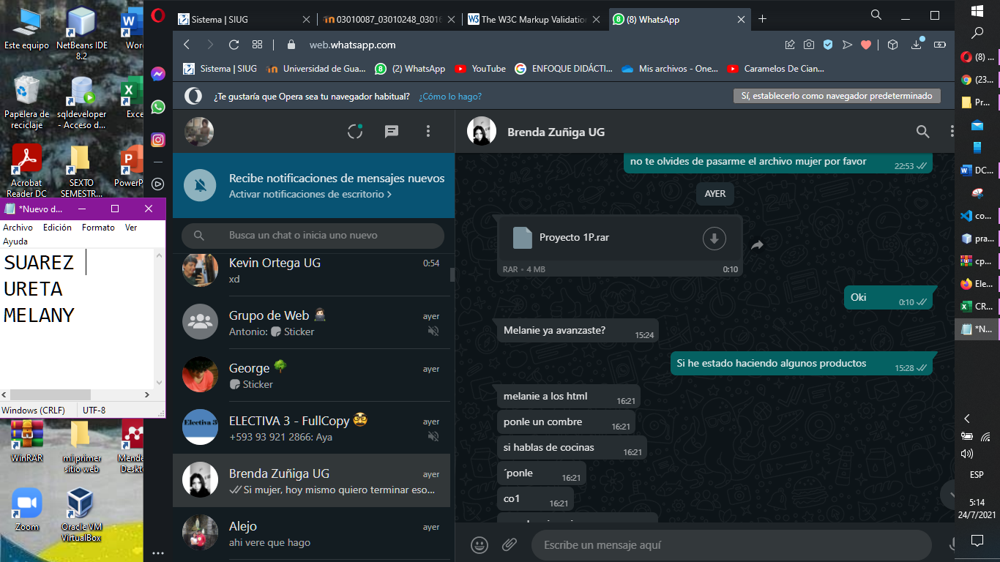 Este equipo
NetBeans IDE
8.2
Word
Papelera de
reciclaje
sqldeveloper
- Acceso d...
Exce
Acrobat
Reader DC
SEXTO
SEMESTR...
PowerP
*Nuevo d...
Archivo Edición Formato Ver
Ayuda
SUAREZ
URETA
MELANY
Windows (CRLF) UTF-8
WinRAR
mi primer
sitio web
Mende
Deskt
Zoom
Oracle VM
VirtualBox
Sistema | SIUG
03010087_03010248_0301
The W3C Markup Validation
(8) WhatsApp
web.whatsapp.com
Sistema | SIUG
Universidad de Gua...
(2) WhatsApp
YouTube
ENFOQUE DIDÁCTI...
Mis archivos - One...
Caramelos De Cian...
¿Te gustaría que Opera sea tu navegador habitual? ¿Cómo lo hago?
Sí, establecerlo como navegador predeterminado
Recibe notificaciones de mensajes nuevos
Activar notificaciones de escritorio >
Busca un chat o inicia uno nuevo
Kevin Ortega UG 0:54
xd
Grupo de Web ayer
Antonio: Sticker
George ayer
Sticker
Electiva 3
ELECTIVA 3 - FullCopy ayer
+593 93 921 2866: Aya
Brenda Zuñiga UG ayer
Si mujer, hoy mismo quiero terminar eso...
Alejo ayer
ahi vere que hago
Brenda Zuñiga UG
no te olvides de pasarme el archivo mujer por favor 22:53
AYER
Proyecto 1P.rar
RAR • 4 MB 0:10
Oki 0:10
Melanie ya avanzaste? 15:24
Si he estado haciendo algunos productos 15:28
melanie a los html 16:21
ponle un combre 16:21
si hablas de cocinas 16:21
´ponle 16:21
co1 16:21
Escribe un mensaje aquí
(8) ...
(23...
Pr...
DC...
co...
pra...
cp...
Ele...
CR...
*N...
ESP
5:14
24/7/2021